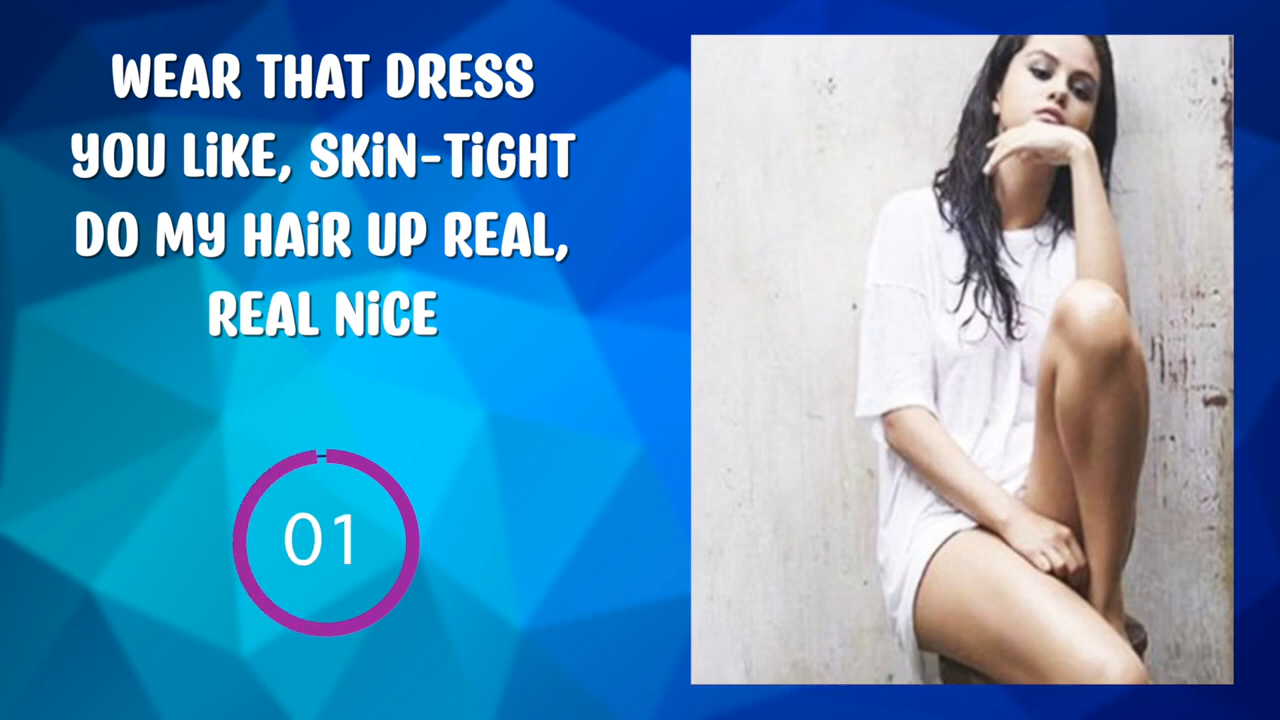 WEAR THAT DRESS
YOU LiKE, SKiN-TiGHT
DO MY HAiR UP REAL,
REAL NiCE
01